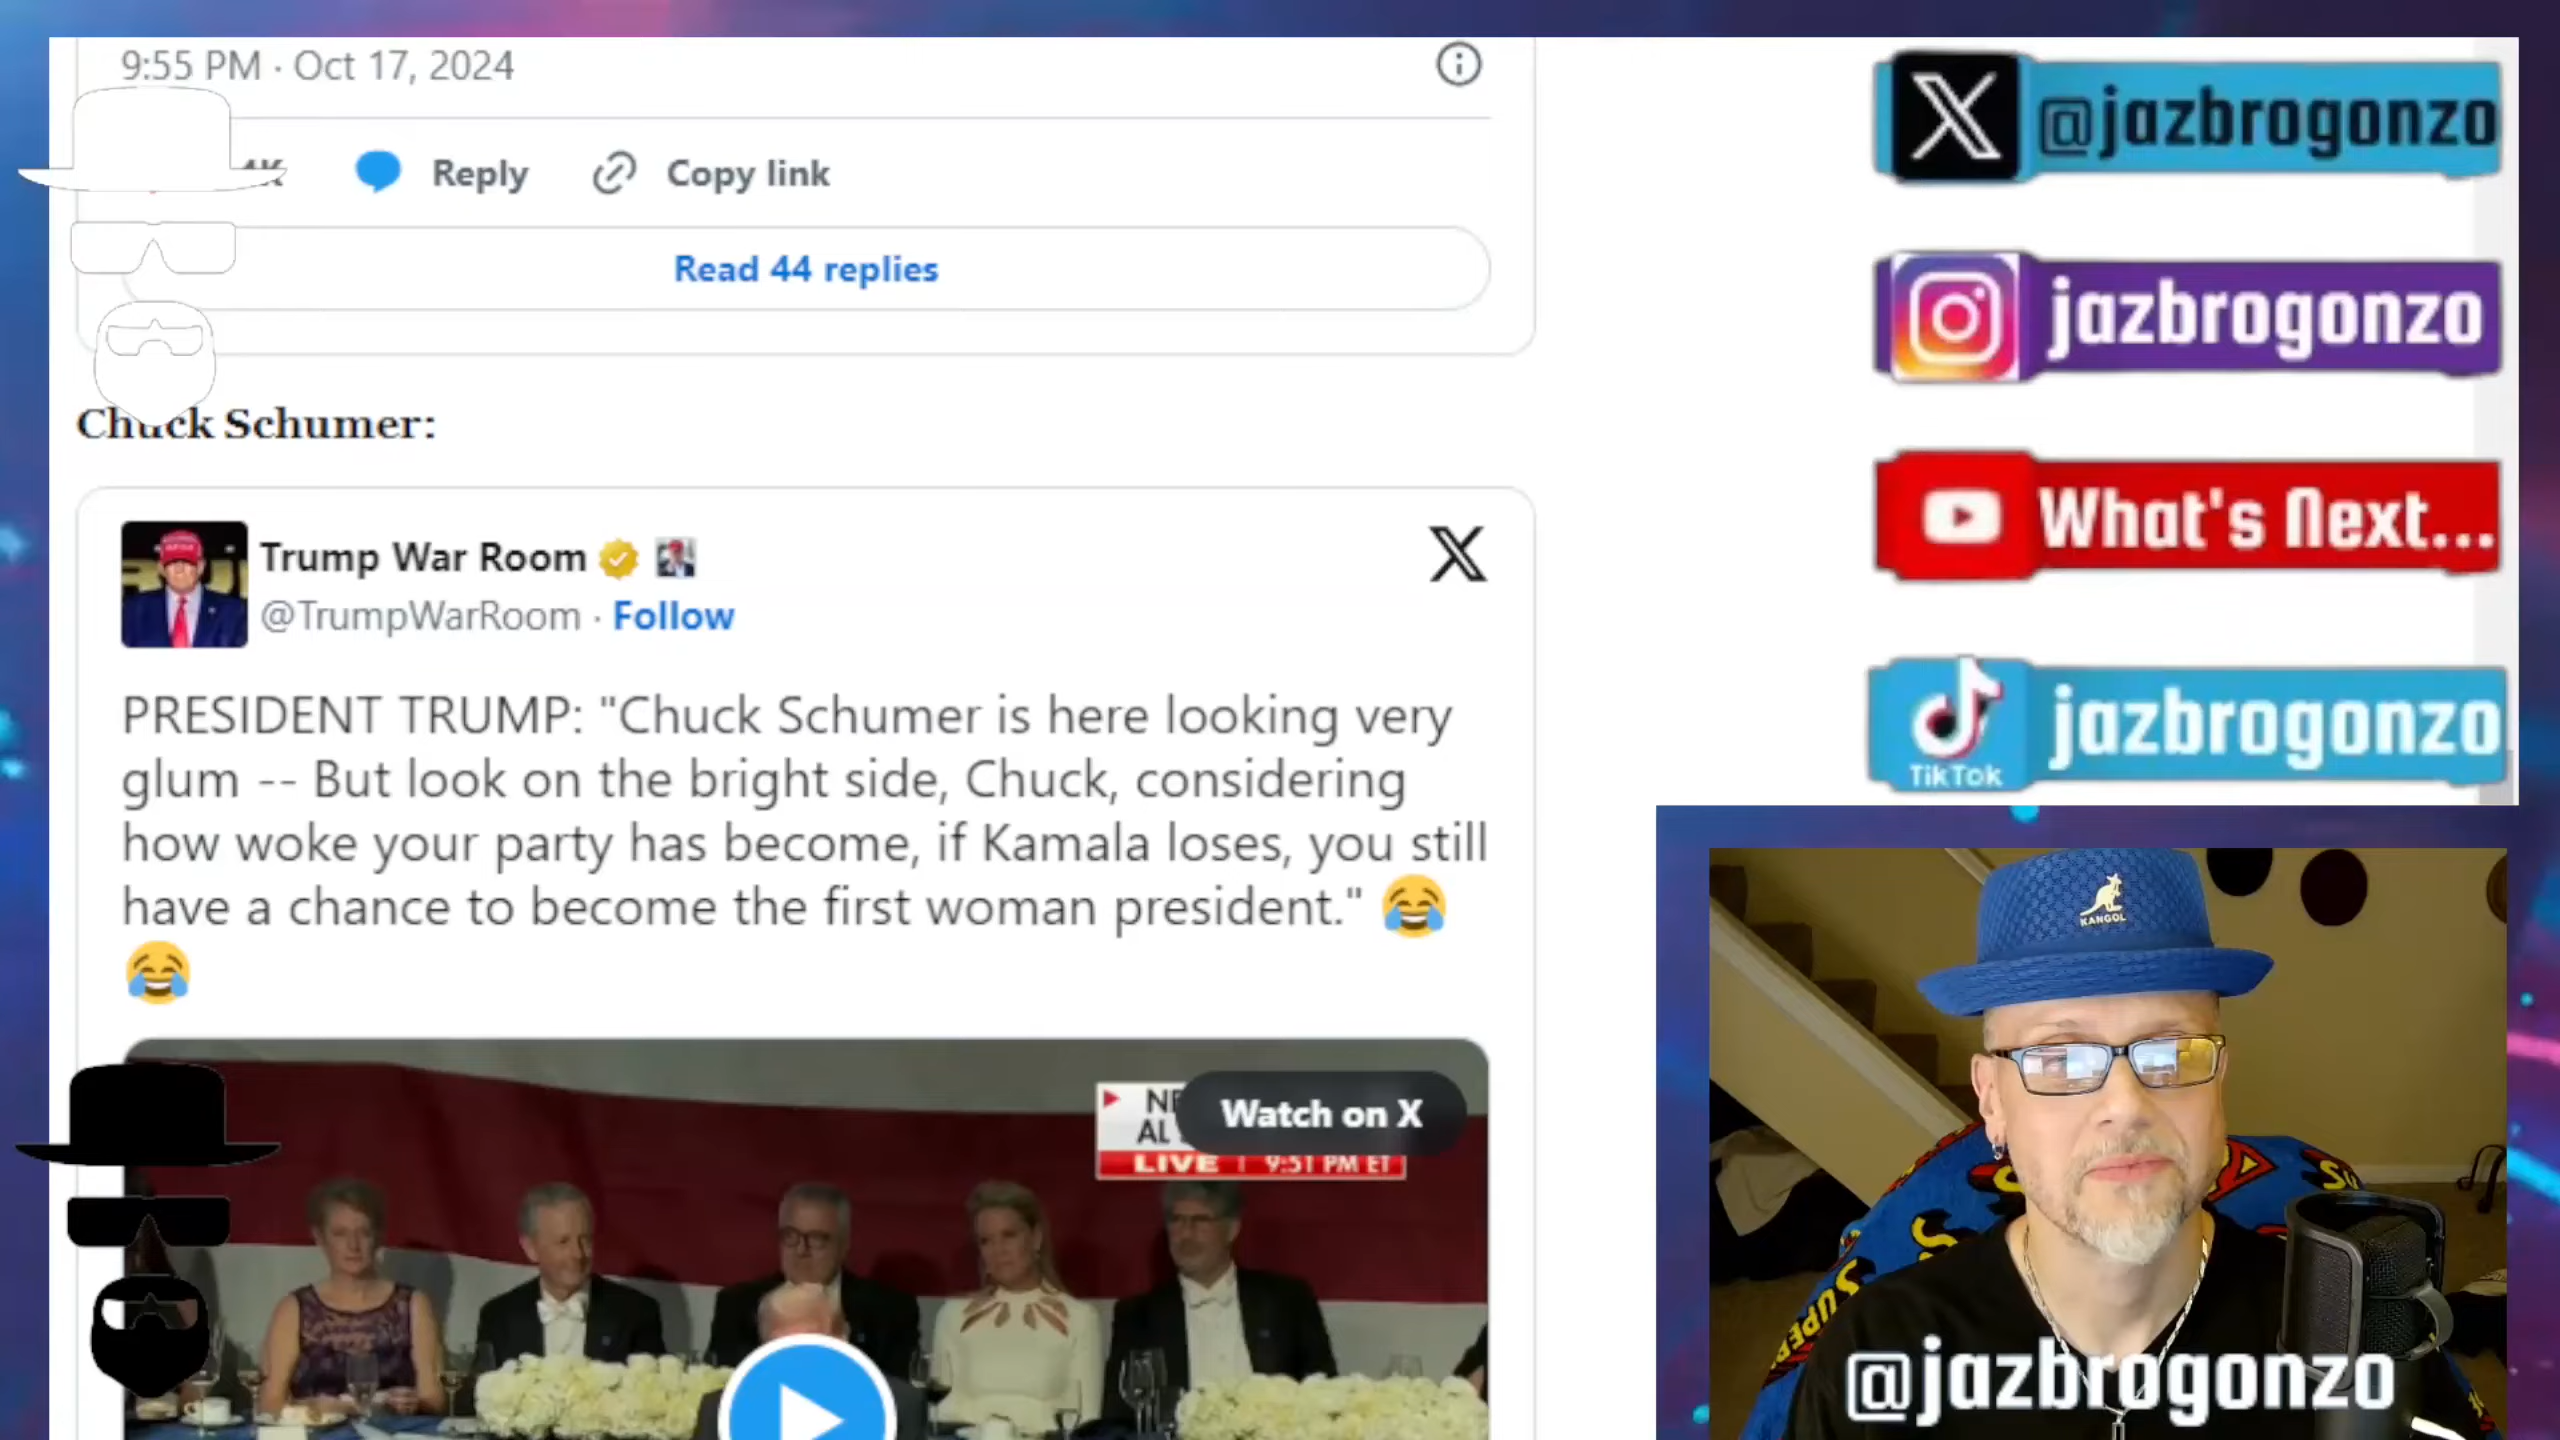 9:55 PM · Oct 17, 2024
4K Reply Copy link
Read 44 replies
Chuck Schumer:
Trump War Room
@TrumpWarRoom · Follow
PRESIDENT TRUMP: "Chuck Schumer is here looking very
glum -- But look on the bright side, Chuck, considering
how woke your party has become, if Kamala loses, you still
have a chance to become the first woman president." 😂
😂
Watch on X
LIVE 9:51 PM ET
@jazbrogonzo
jazbrogonzo
What's Next...
TikTok
jazbrogonzo
KANGOL
@jazbrogonzo